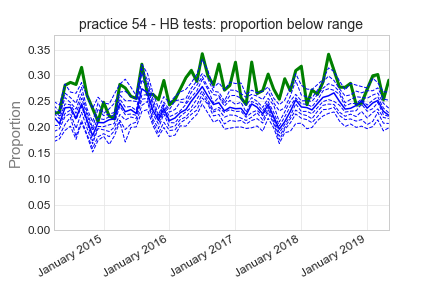 practice 54 - HB tests: proportion below range
Proportion
0.35
0.30
0.25
0.20
0.15
0.10
0.05
0.00
January 2015
January 2016
January 2017
January 2018
January 2019